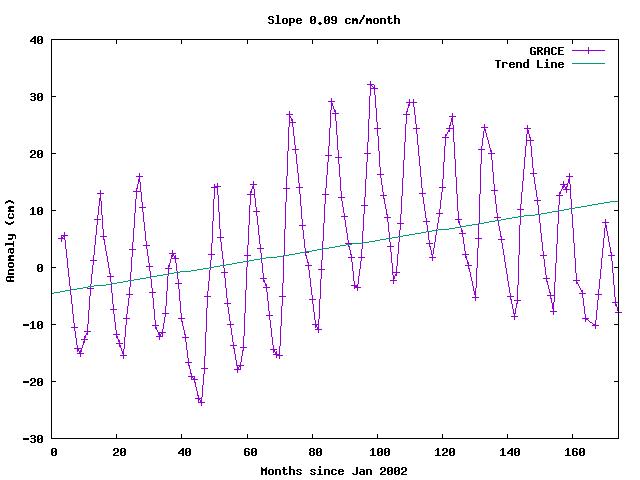 Slope 0.09 cm/month
GRACE
Trend Line
40
30
20
10
0
-10
-20
-30
Anomaly (cm)
0 20 40 60 80 100 120 140 160
Months since Jan 2002